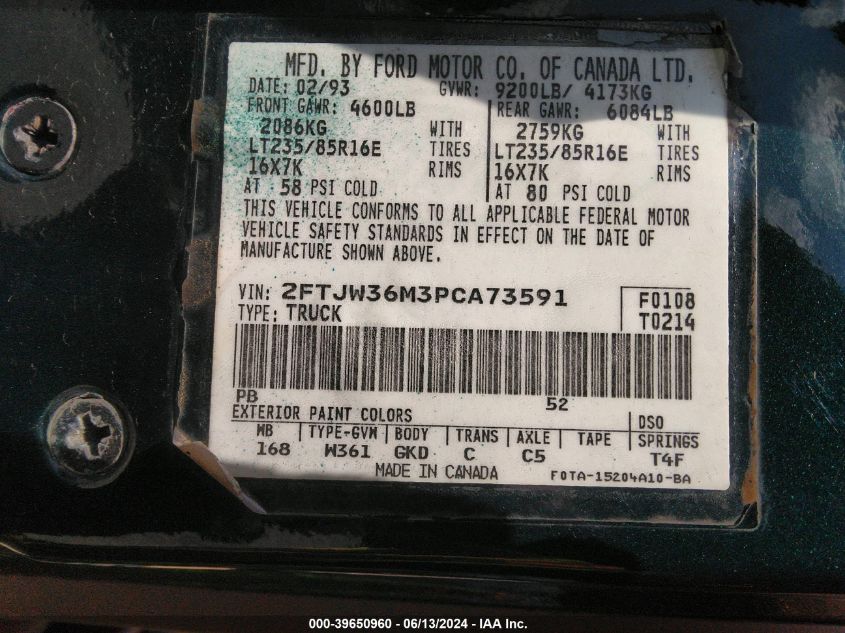 MFD. BY FORD MOTOR CO. OF CANADA LTD.
DATE: 02/93 GVWR: 9200LB/ 4173KG
FRONT GAWR: 4600LB REAR GAWR: 6084LB
2086KG WITH 2759KG WITH
LT235/85R16E TIRES LT235/85R16E TIRES
16X7K RIMS 16X7K RIMS
AT 58 PSI COLD AT 80 PSI COLD
THIS VEHICLE CONFORMS TO ALL APPLICABLE FEDERAL MOTOR
VEHICLE SAFETY STANDARDS IN EFFECT ON THE DATE OF
MANUFACTURE SHOWN ABOVE.
VIN: 2FTJW36M3PCA73591 F0108
TYPE: TRUCK T0214
PB 52
EXTERIOR PAINT COLORS DSO
WB TYPE-GVW BODY TRANS AXLE TAPE SPRINGS
168 W361 GKD C C5 T4F
MADE IN CANADA F0TA-15204A10-BA
000-39650960 - 06/13/2024 - IAA Inc.